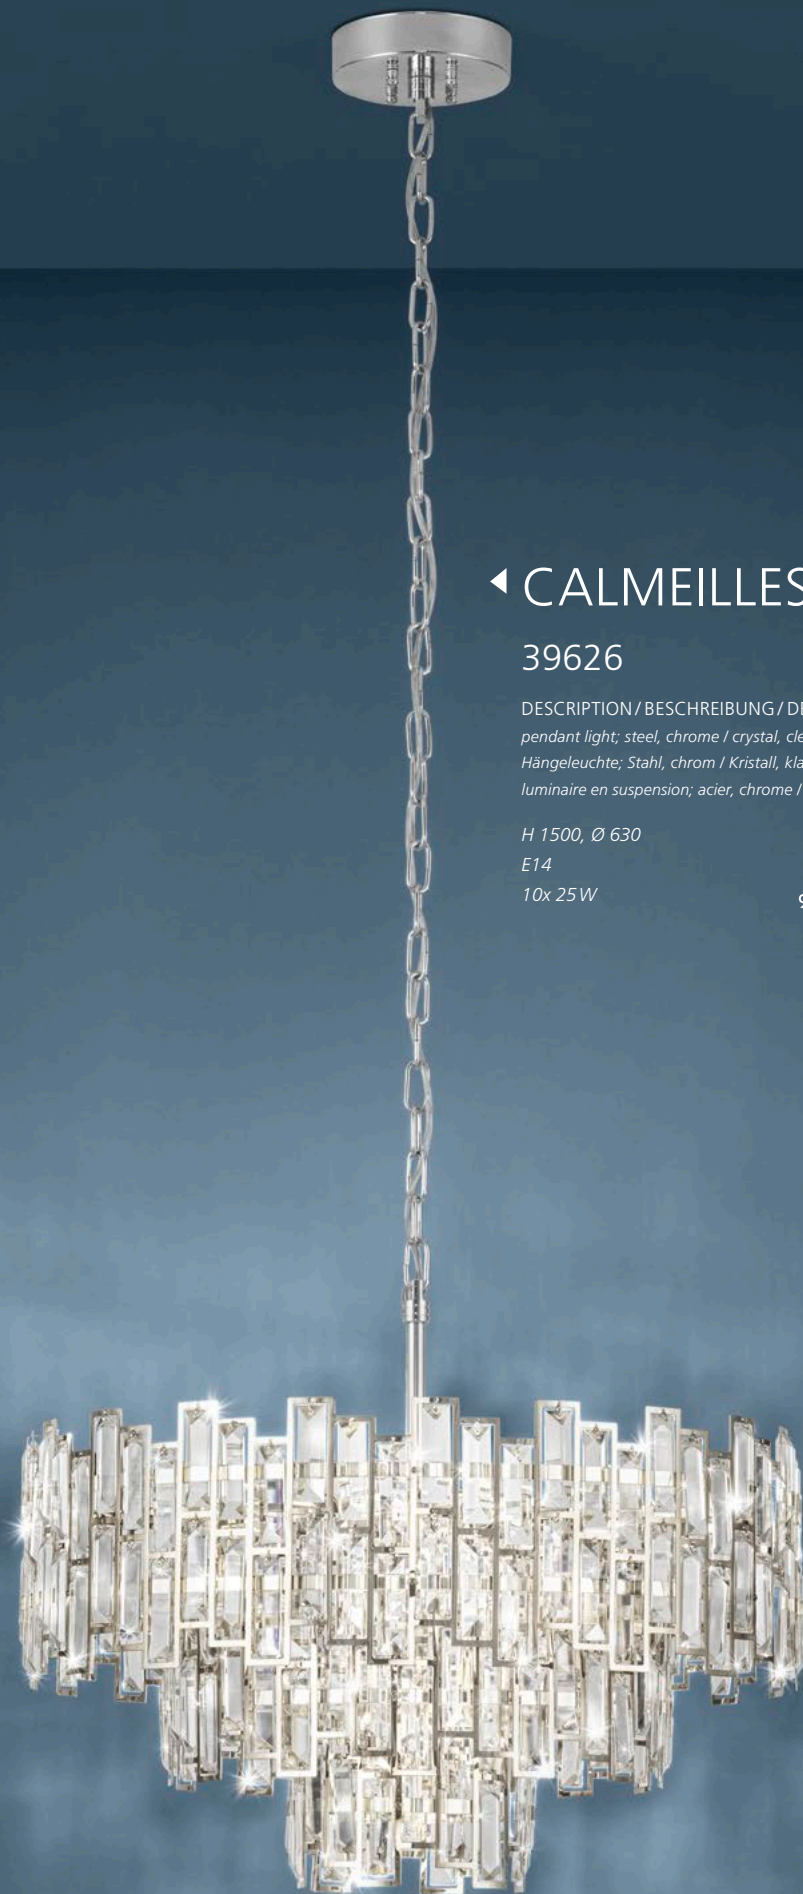 CALMEILLES
39626
DESCRIPTION / BESCHREIBUNG /
pendant light; steel, chrome / crystal,
Hängeleuchte; Stahl, chrom / Kristall,
luminaire en suspension; acier, chrome /
H 1500, Ø 630
E14
10x 25W